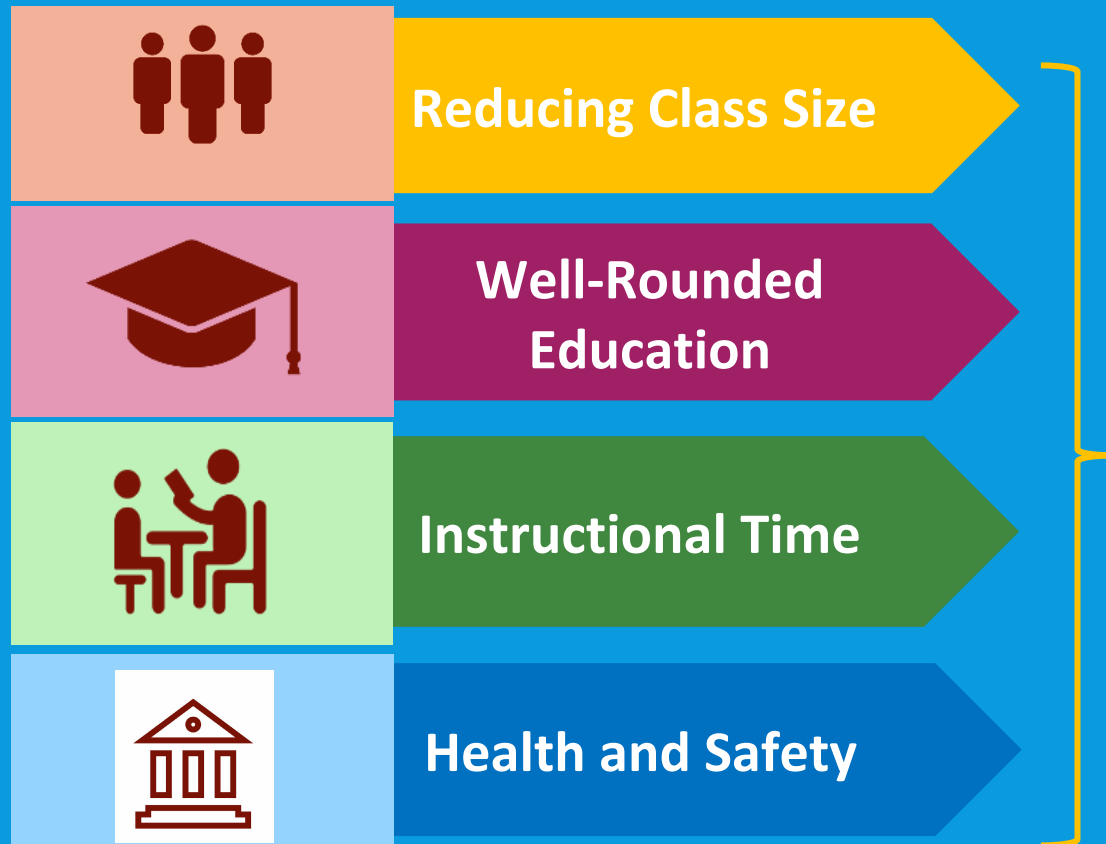 Reducing Class Size
Well-Rounded
Education
Instructional Time
Health and Safety